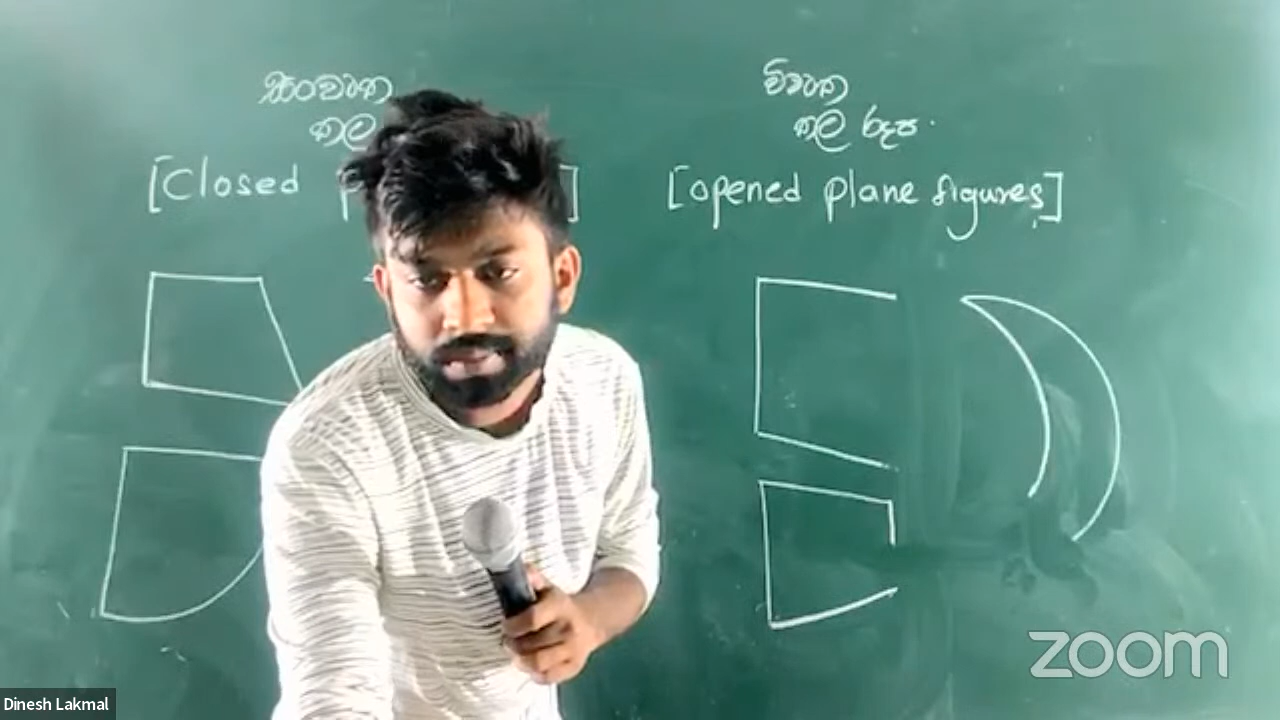 සංවෘත
තල
[Closed
විවෘත
තල රූප.
[opened plane figures]
zoom
Dinesh Lakmal